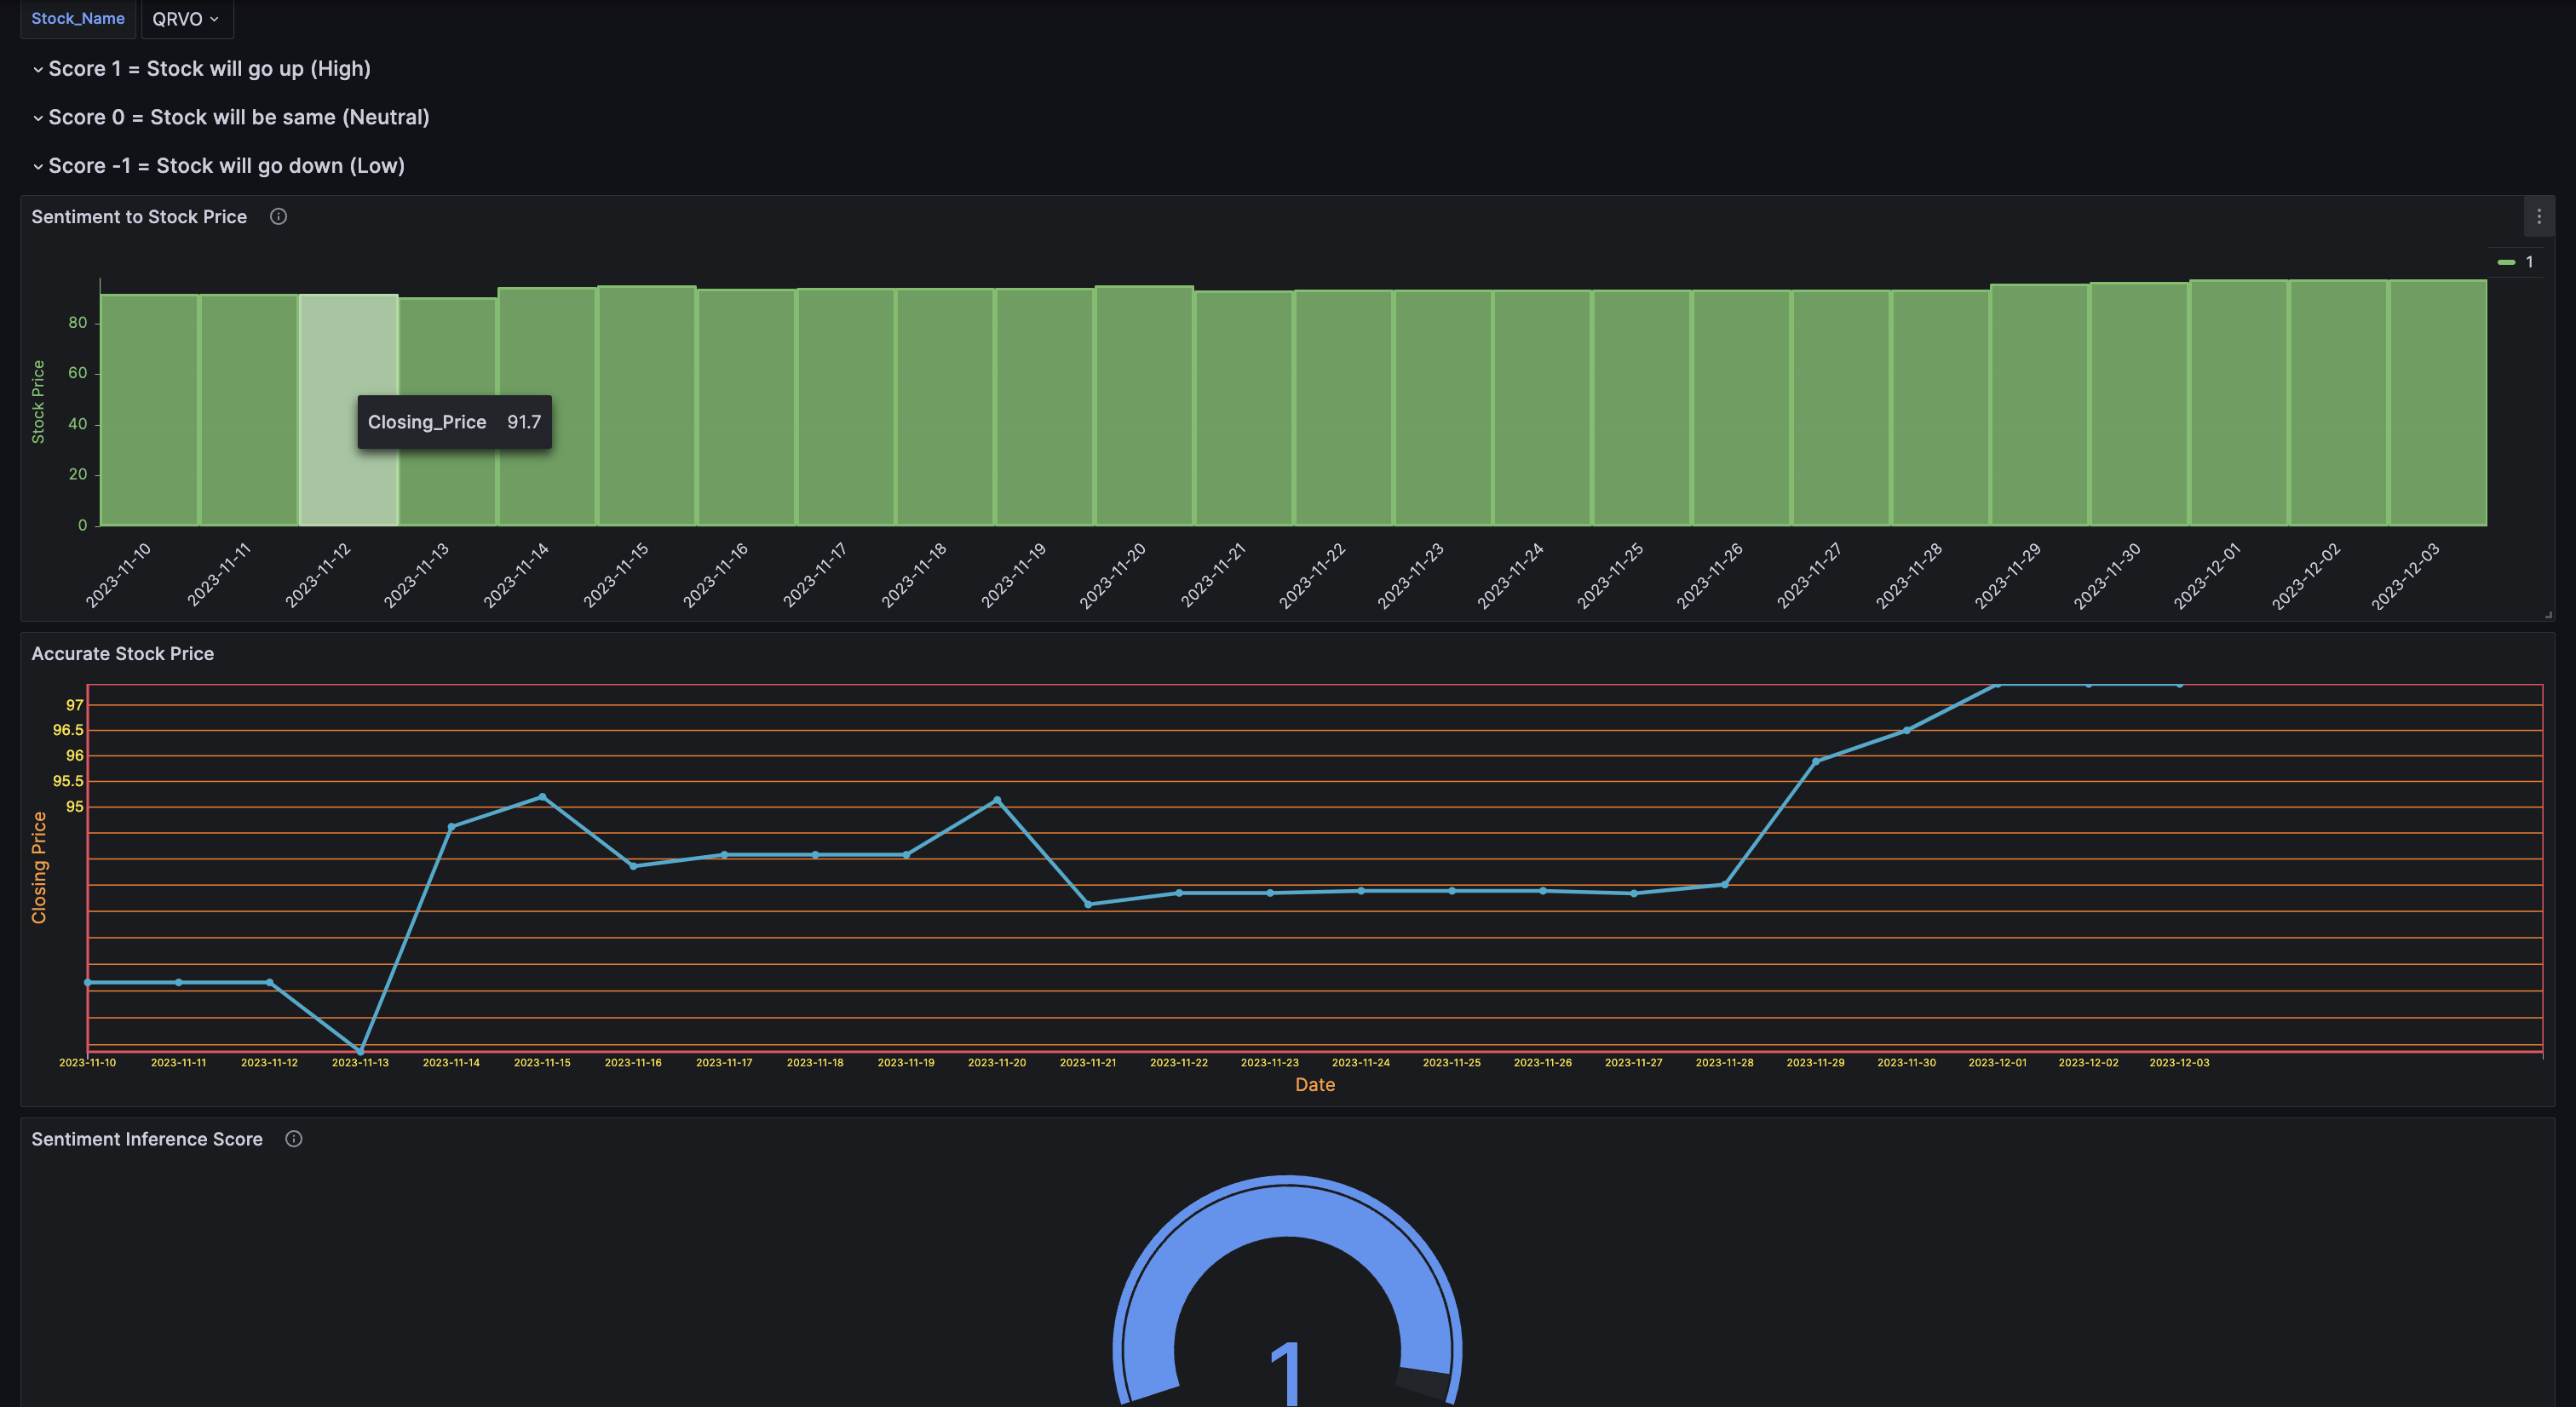 Stock_Name QRVO
Score 1 = Stock will go up (High)
Score 0 = Stock will be same (Neutral)
Score -1 = Stock will go down (Low)
Sentiment to Stock Price
1
80
60
40
20
0
Stock Price
Closing_Price 91.7
2023-11-10 2023-11-11 2023-11-12 2023-11-13 2023-11-14 2023-11-15 2023-11-16 2023-11-17 2023-11-18 2023-11-19 2023-11-20 2023-11-21 2023-11-22 2023-11-23 2023-11-24 2023-11-25 2023-11-26 2023-11-27 2023-11-28 2023-11-29 2023-11-30 2023-12-01 2023-12-02 2023-12-03
Accurate Stock Price
97
96.5
96
95.5
95
Closing Price
2023-11-10 2023-11-11 2023-11-12 2023-11-13 2023-11-14 2023-11-15 2023-11-16 2023-11-17 2023-11-18 2023-11-19 2023-11-20 2023-11-21 2023-11-22 2023-11-23 2023-11-24 2023-11-25 2023-11-26 2023-11-27 2023-11-28 2023-11-29 2023-11-30 2023-12-01 2023-12-02 2023-12-03
Date
Sentiment Inference Score
1